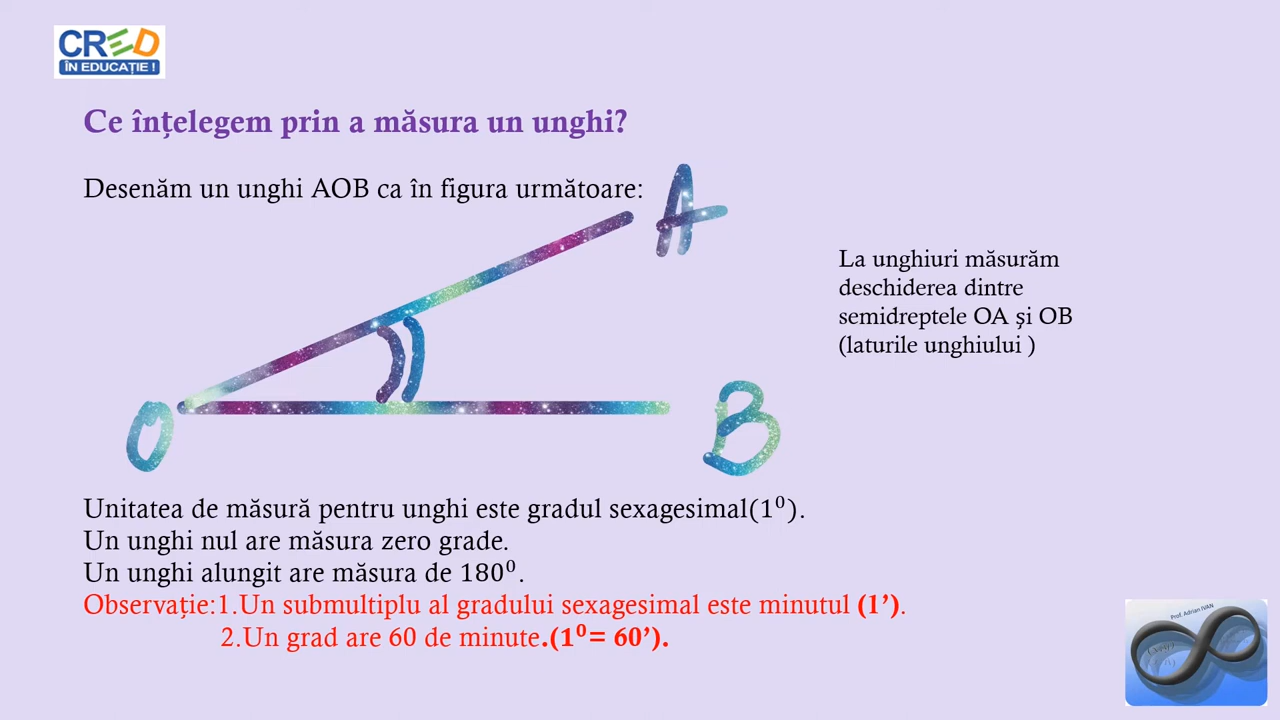 CRED
ÎN EDUCAȚIE !
Ce înțelegem prin a măsura un unghi?
Desenăm un unghi AOB ca în figura următoare:
A
La unghiuri măsurăm
deschiderea dintre
semidreptele OA și OB
(laturile unghiului )
O
B
Unitatea de măsură pentru unghi este gradul sexagesimal(1⁰).
Un unghi nul are măsura zero grade.
Un unghi alungit are măsura de 180⁰.
Observație:1.Un submultiplu al gradului sexagesimal este minutul (1’).
2.Un grad are 60 de minute.(1⁰= 60’).
Prof. Adrian IVAN